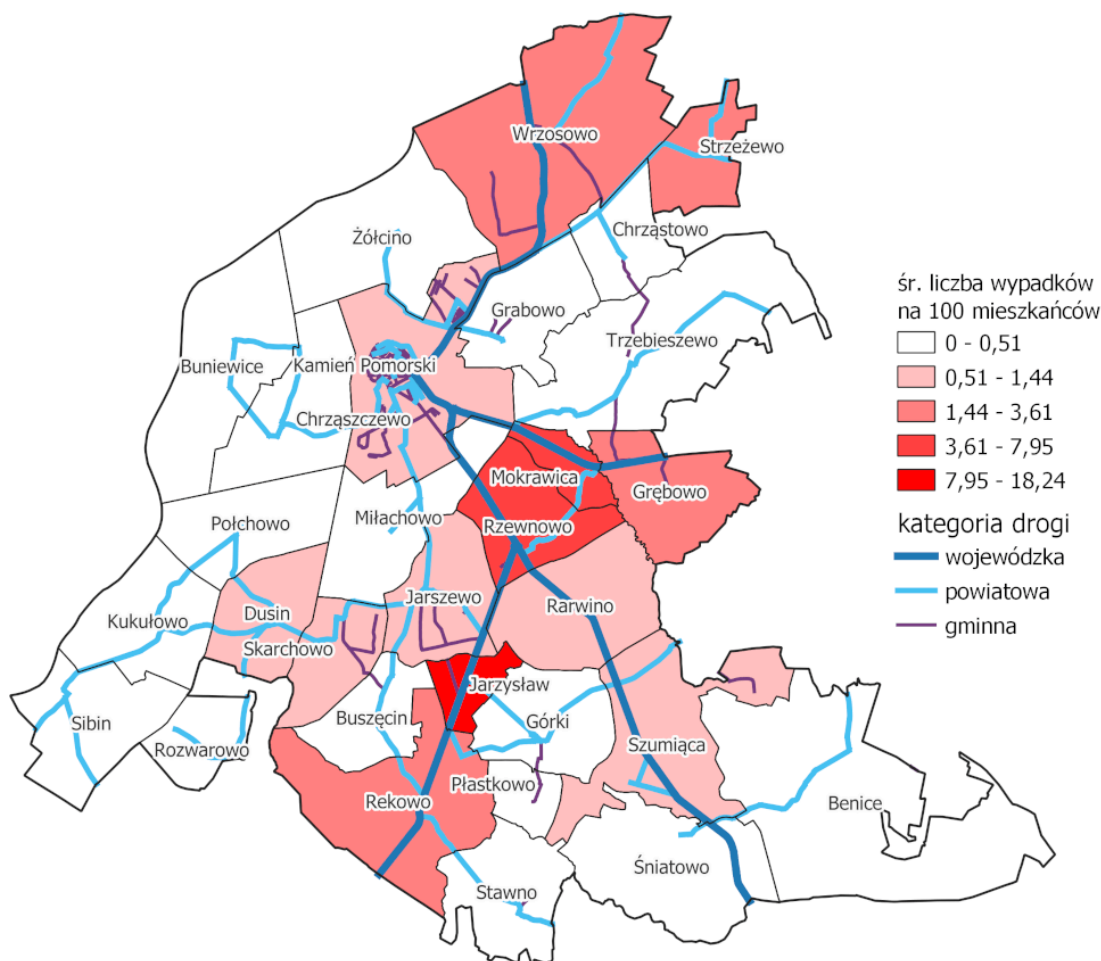 Wrzosowo
Strzeżewo
Chrząstowo
Żółcino
Grabowo
Trzebieszewo
Buniewice
Kamień Pomorski
Chrząszczewo
Mokrawica
Grębowo
Połchowo
Miłachowo
Rzewnowo
Jarszewo
Rarwino
Kukułowo
Dusin
Skarchowo
Jarzysław
Sibin
Rozwarowo
Buszęcin
Górki
Szumiąca
Płastkowo
Rekowo
Benice
Śniatowo
Stawno
śr. liczba wypadków
na 100 mieszkańców
0 - 0,51
0,51 - 1,44
1,44 - 3,61
3,61 - 7,95
7,95 - 18,24
kategoria drogi
wojewódzka
powiatowa
gminna